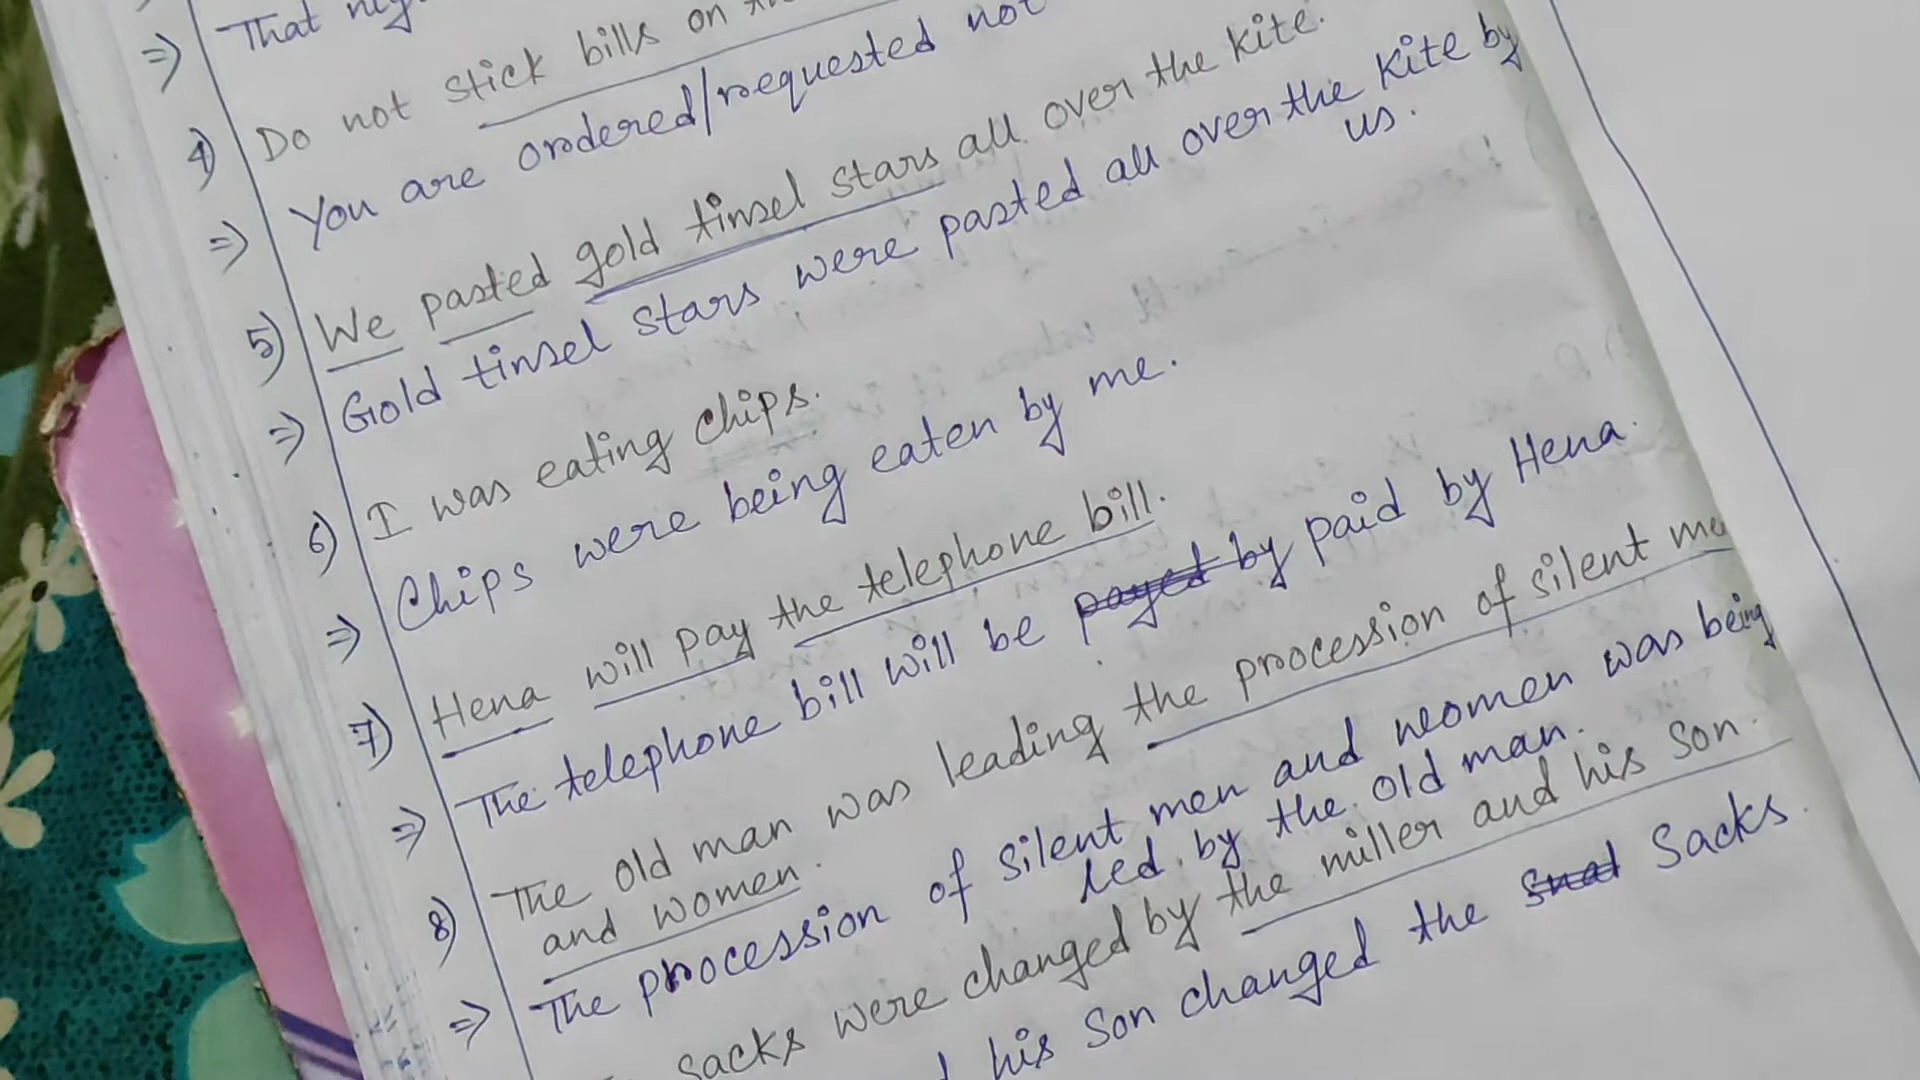 => That
4) Do not stick bills on
=> You are ordered/requested not
5) We pasted gold tinsel stars all over the kite.
=> Gold tinsel stars were pasted all over the kite by
us.
6) I was eating chips.
=> Chips were being eaten by me.
7) Hena will pay the telephone bill.
=> The telephone bill will be payed by paid by Hena.
8) The old man was leading the procession of silent me
and women.
=> The procession of silent men and women was being
led by the old man.
sacks were changed by the miller and his son.
his son changed the sacks.